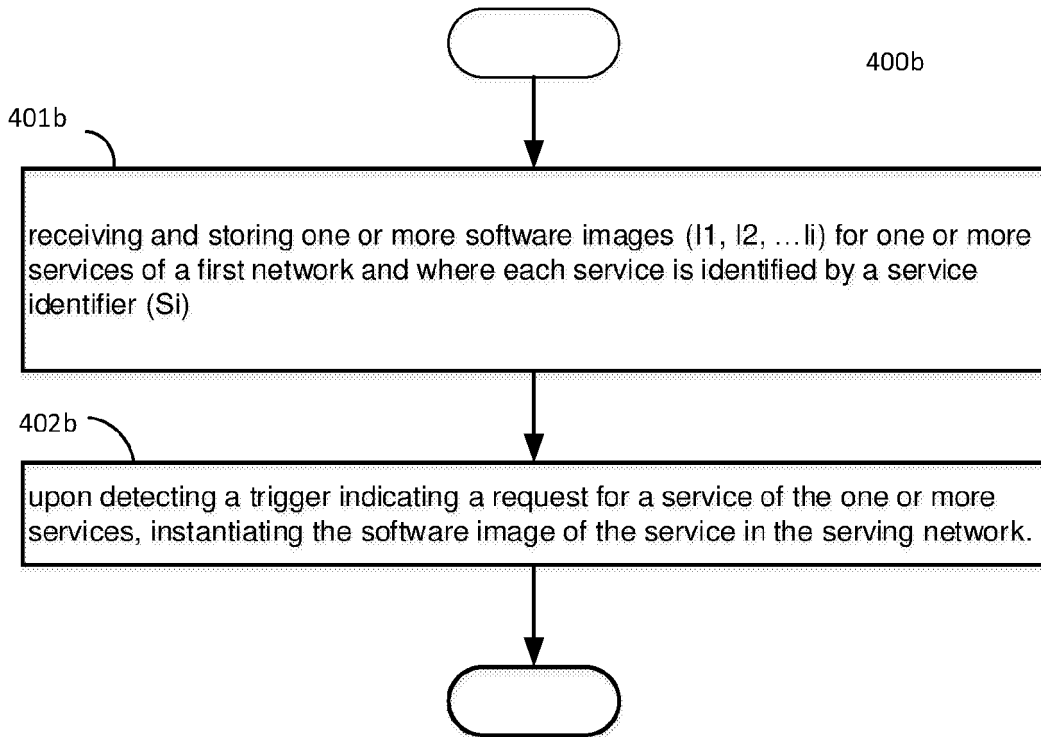 400b
401b
receiving and storing one or more software images (I1, I2, ...Ii) for one or more
services of a first network and where each service is identified by a service
identifier (Si)
402b
upon detecting a trigger indicating a request for a service of the one or more
services, instantiating the software image of the service in the serving network.